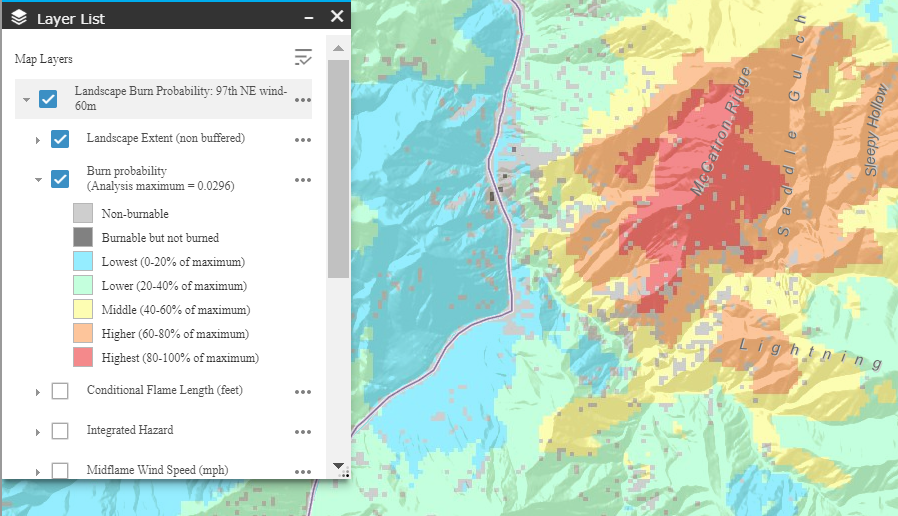 Layer List
Map Layers
Landscape Burn Probability: 97th NE wind-
60m
Landscape Extent (non buffered)
Burn probability
(Analysis maximum = 0.0296)
Non-burnable
Burnable but not burned
Lowest (0-20% of maximum)
Lower (20-40% of maximum)
Middle (40-60% of maximum)
Higher (60-80% of maximum)
Highest (80-100% of maximum)
Conditional Flame Length (feet)
Integrated Hazard
Midflame Wind Speed (mph)
McCatron Ridge
Saddle Gulch
Sleepy Hollow
Lightning